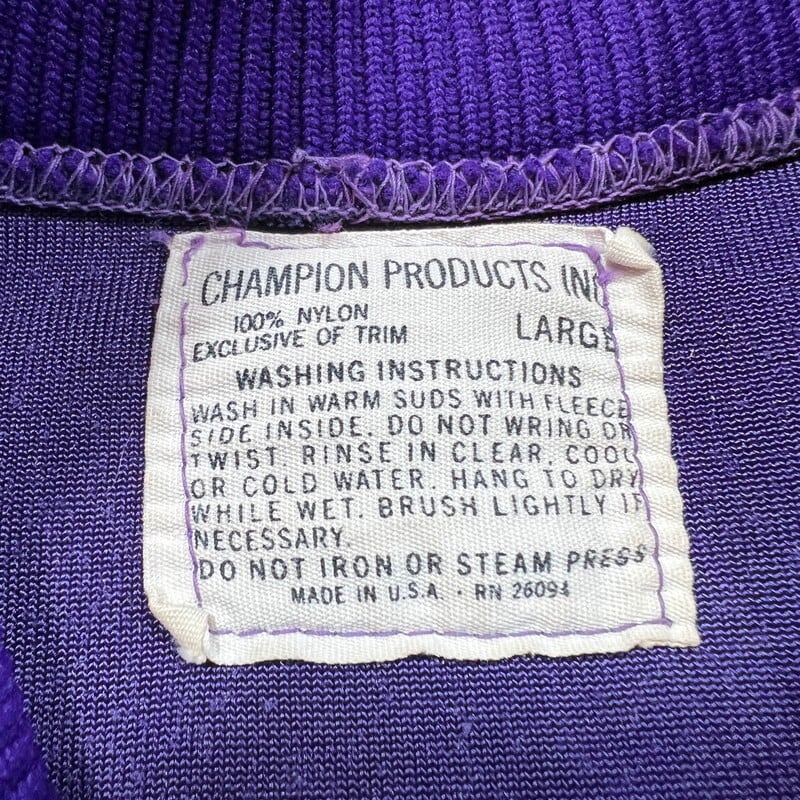 CHAMPION PRODUCTS INC
100% NYLON
EXCLUSIVE OF TRIM LARGE
WASHING INSTRUCTIONS
WASH IN WARM SUDS WITH FLEECE
SIDE INSIDE. DO NOT WRING OR
TWIST. RINSE IN CLEAR, COOL
OR COLD WATER. HANG TO DRY
WHILE WET. BRUSH LIGHTLY IF
NECESSARY.
DO NOT IRON OR STEAM PRESS
MADE IN U.S.A. · RN 26094